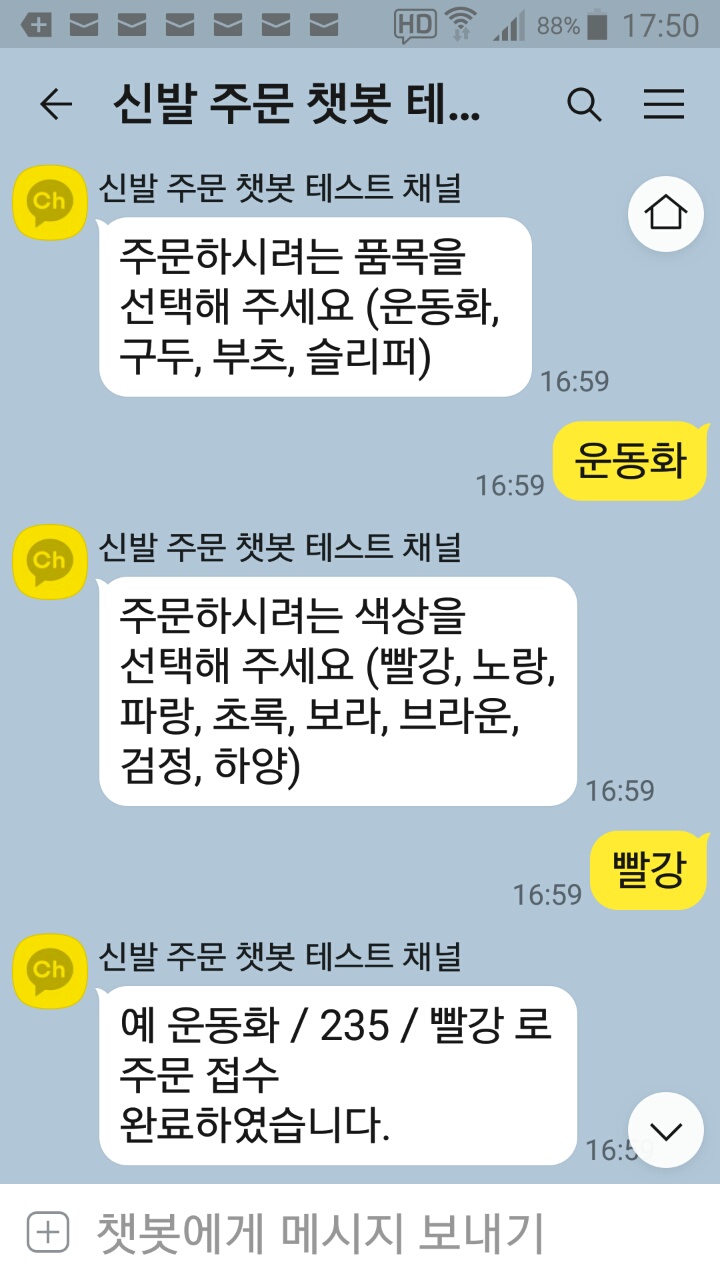 HD 88% 17:50
신발 주문 챗봇 테...
Ch 신발 주문 챗봇 테스트 채널
주문하시려는 품목을
선택해 주세요 (운동화,
구두, 부츠, 슬리퍼)
16:59
운동화
16:59
Ch 신발 주문 챗봇 테스트 채널
주문하시려는 색상을
선택해 주세요 (빨강, 노랑,
파랑, 초록, 보라, 브라운,
검정, 하양)
16:59
빨강
16:59
Ch 신발 주문 챗봇 테스트 채널
예 운동화 / 235 / 빨강 로
주문 접수
완료하였습니다.
챗봇에게 메시지 보내기